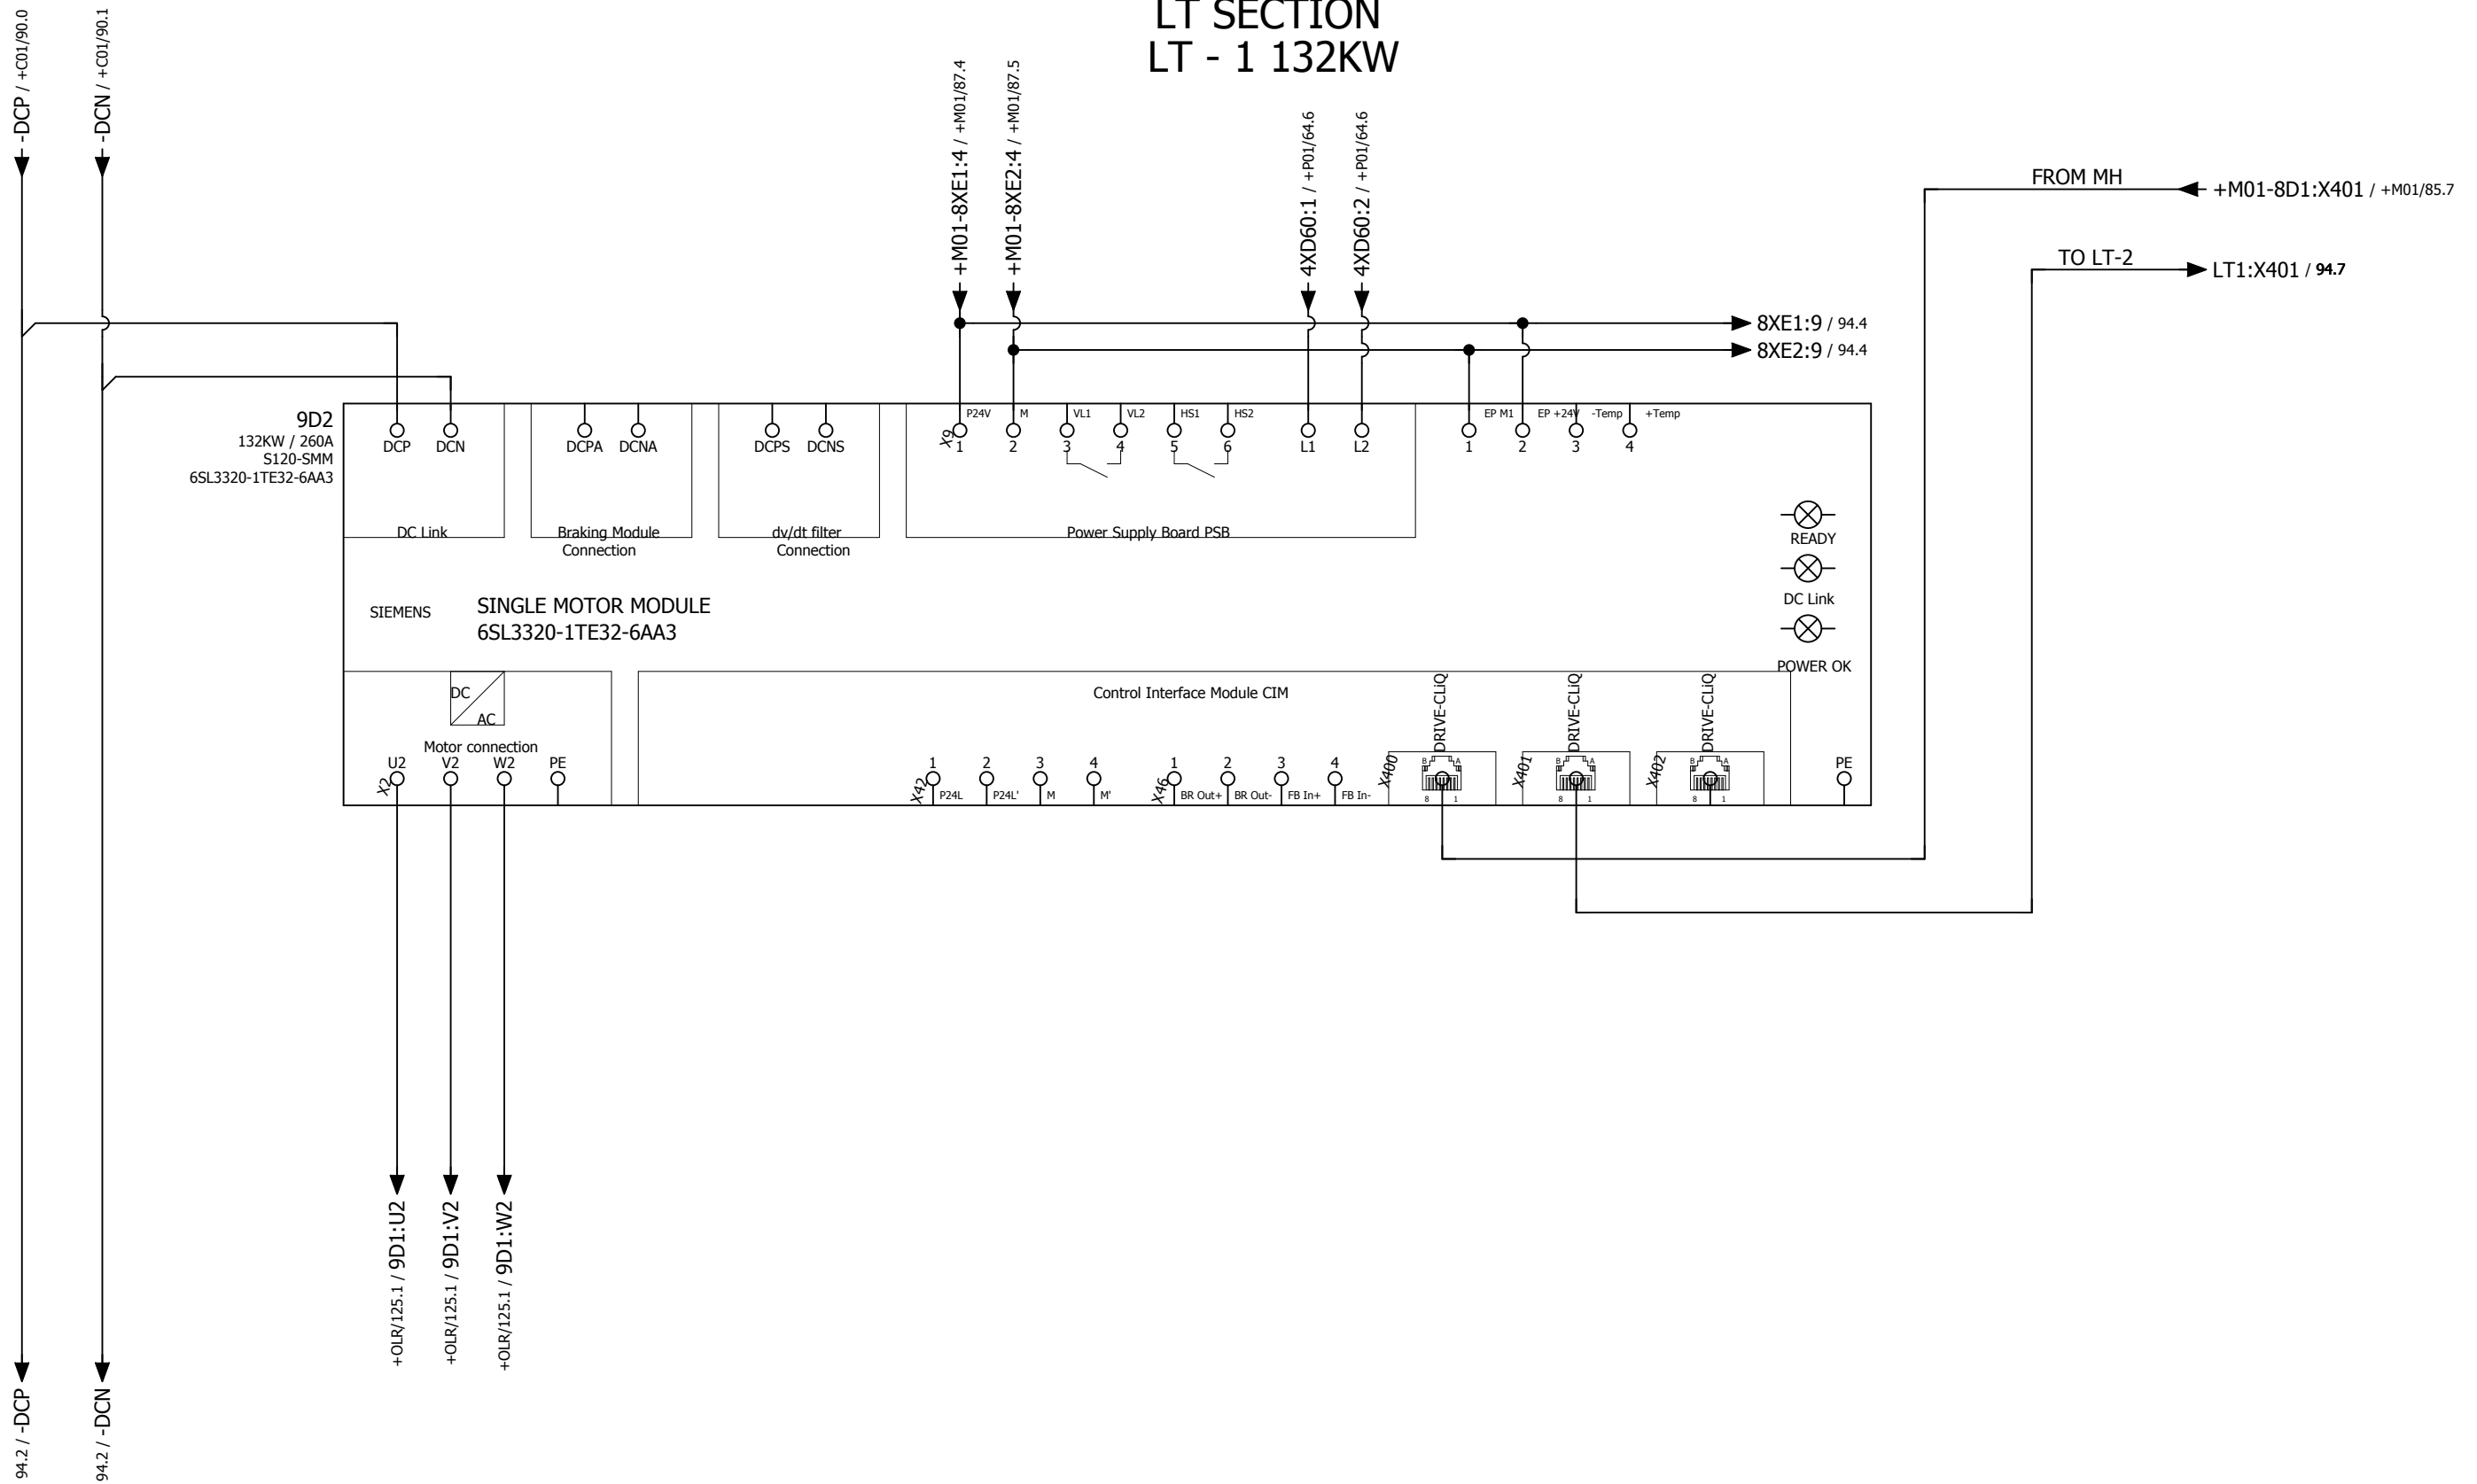 LT SECTION
LT - 1 132KW
-DCP / +C01/90.0
-DCN / +C01/90.1
+M01-8XE1:4 / +M01/87.4
+M01-8XE2:4 / +M01/87.5
4XD60:1 / +P01/64.6
4XD60:2 / +P01/64.6
FROM MH
+M01-8D1:X401 / +M01/85.7
TO LT-2
LT1:X401 / 94.7
8XE1:9 / 94.4
8XE2:9 / 94.4
9D2
132KW / 260A
S120-SMM
6SL3320-1TE32-6AA3
P24V M VL1 VL2 HS1 HS2 EP M1 EP +24V -Temp +Temp
X9
DCP DCN DCPA DCNA DCPS DCNS 1 2 3 4 5 6 L1 L2 1 2 3 4
DC Link
Braking Module
Connection
dv/dt filter
Connection
Power Supply Board PSB
READY
DC Link
POWER OK
SIEMENS
SINGLE MOTOR MODULE
6SL3320-1TE32-6AA3
DC
AC
Motor connection
Control Interface Module CIM
DRIVE-CLiQ
DRIVE-CLiQ
DRIVE-CLiQ
X2
U2 V2 W2 PE
X42
1 2 3 4
P24L P24L' M M'
X46
1 2 3 4
BR Out+ BR Out- FB In+ FB In-
X400
B A
8 1
X401
B A
8 1
X402
B A
8 1
PE
+OLR/125.1 / 9D1:U2
+OLR/125.1 / 9D1:V2
+OLR/125.1 / 9D1:W2
94.2 / -DCP
94.2 / -DCN